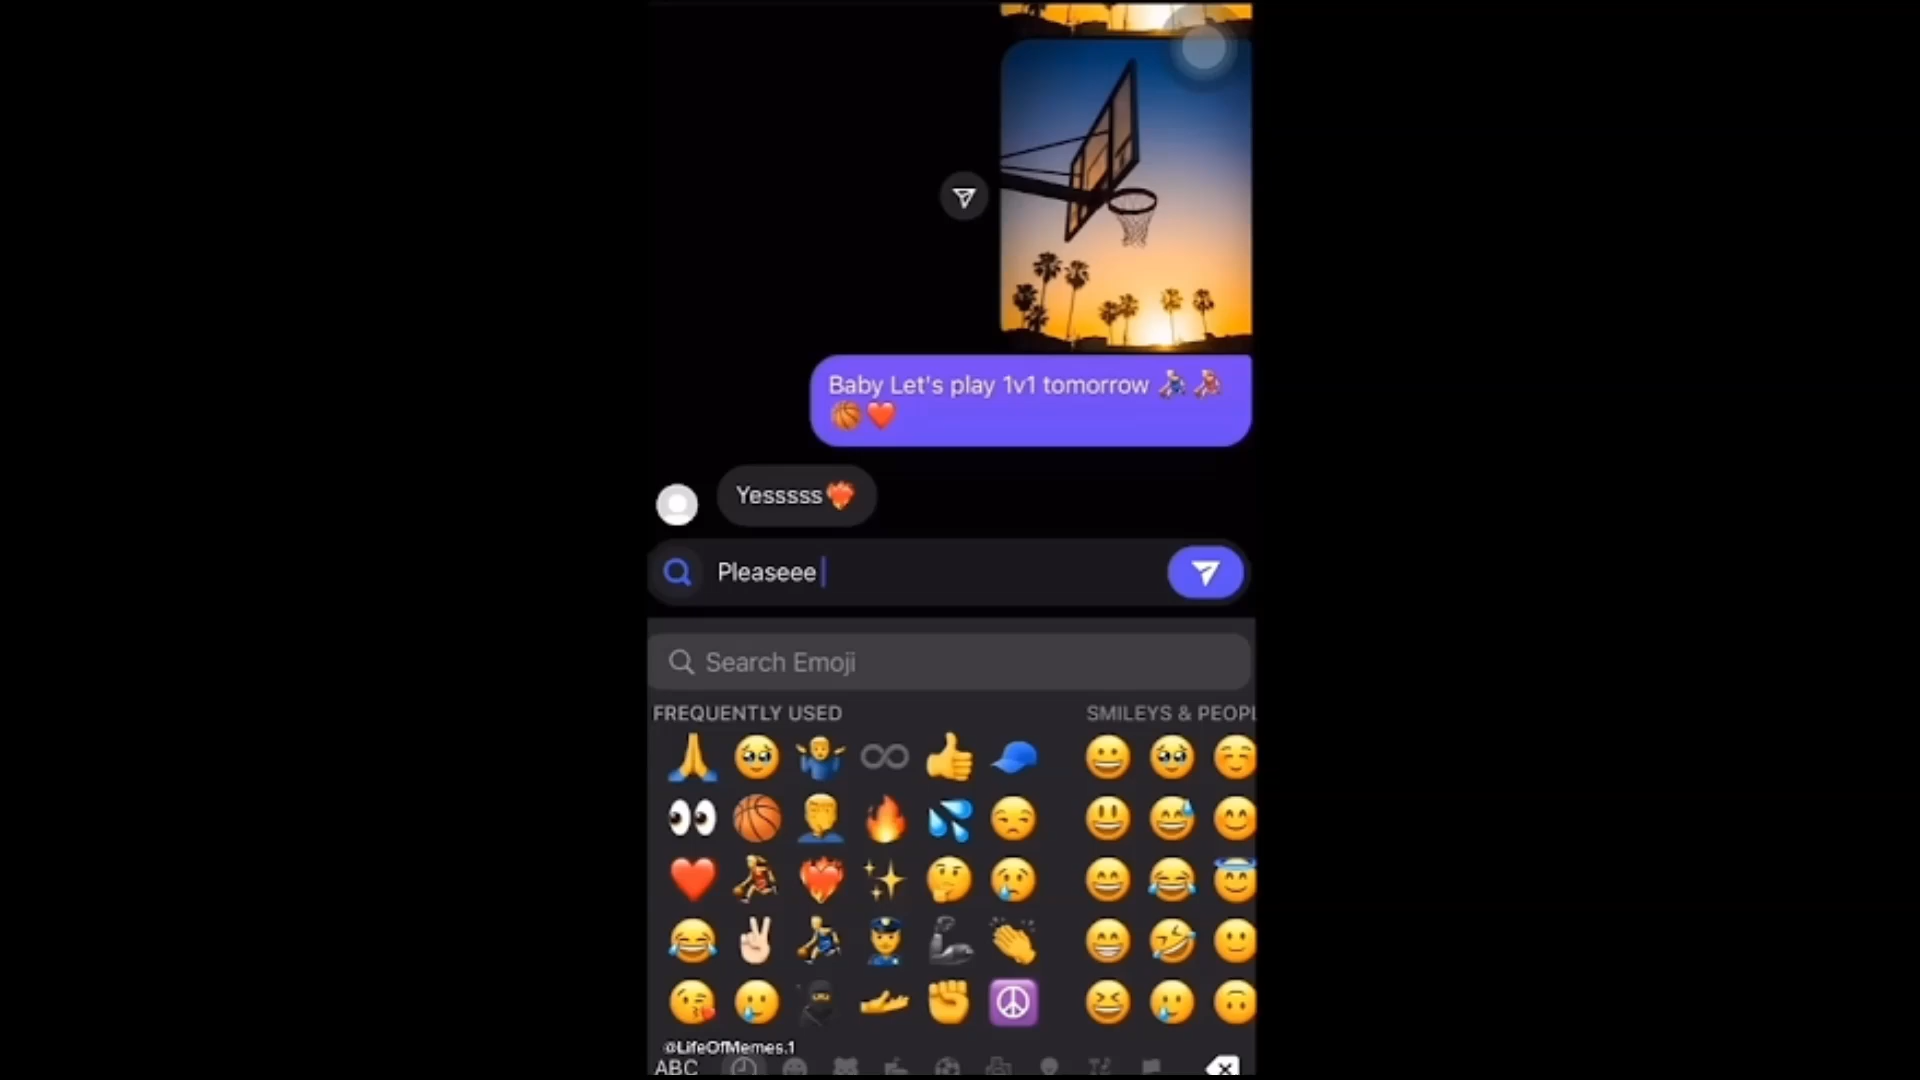 Baby Let's play 1v1 tomorrow ⛹🏼‍♂️⛹🏼‍♀️
🏀❤️
Yesssss❤️‍🔥
Pleaseee
Search Emoji
FREQUENTLY USED
SMILEYS & PEOPL
@LifeOfMemes.1
ABC